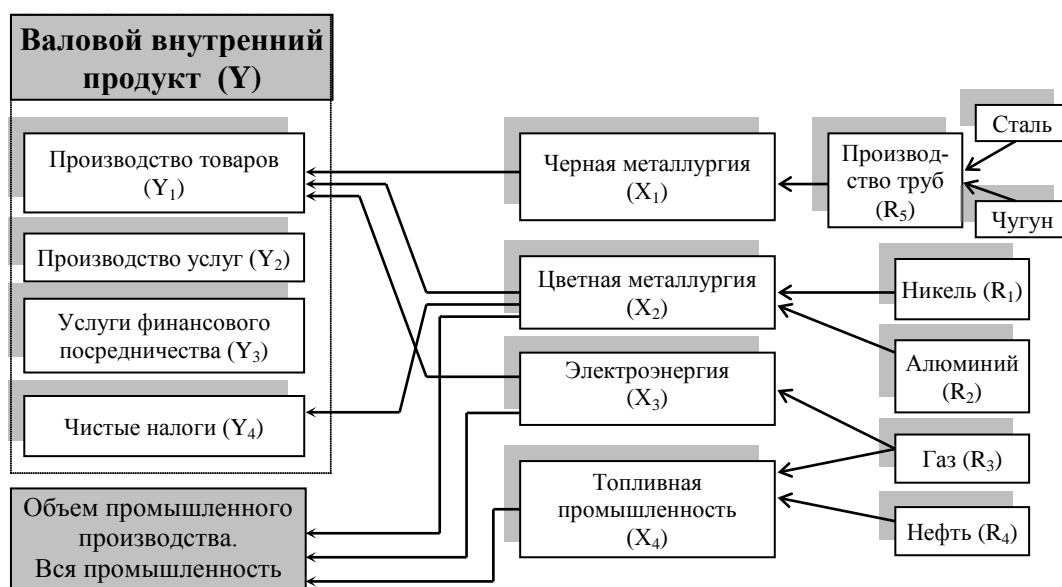 Валовой внутренний
продукт (Y)
Производство товаров
(Y₁)
Производство услуг (Y₂)
Услуги финансового
посредничества (Y₃)
Чистые налоги (Y₄)
Объем промышленного
производства.
Вся промышленность
Черная металлургия
(X₁)
Цветная металлургия
(X₂)
Электроэнергия
(X₃)
Топливная
промышленность
(X₄)
Производ-
ство труб
(R₅)
Сталь
Чугун
Никель (R₁)
Алюминий
(R₂)
Газ (R₃)
Нефть (R₄)